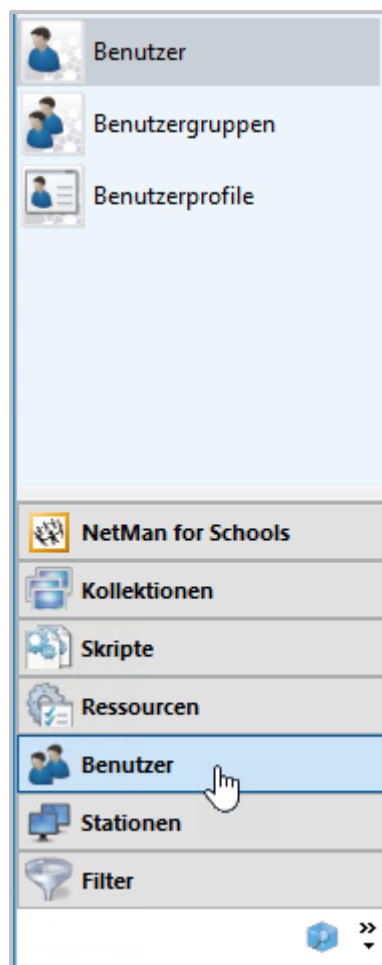 Benutzer
Benutzergruppen
Benutzerprofile
NetMan for Schools
Kollektionen
Skripte
Ressourcen
Benutzer
Stationen
Filter